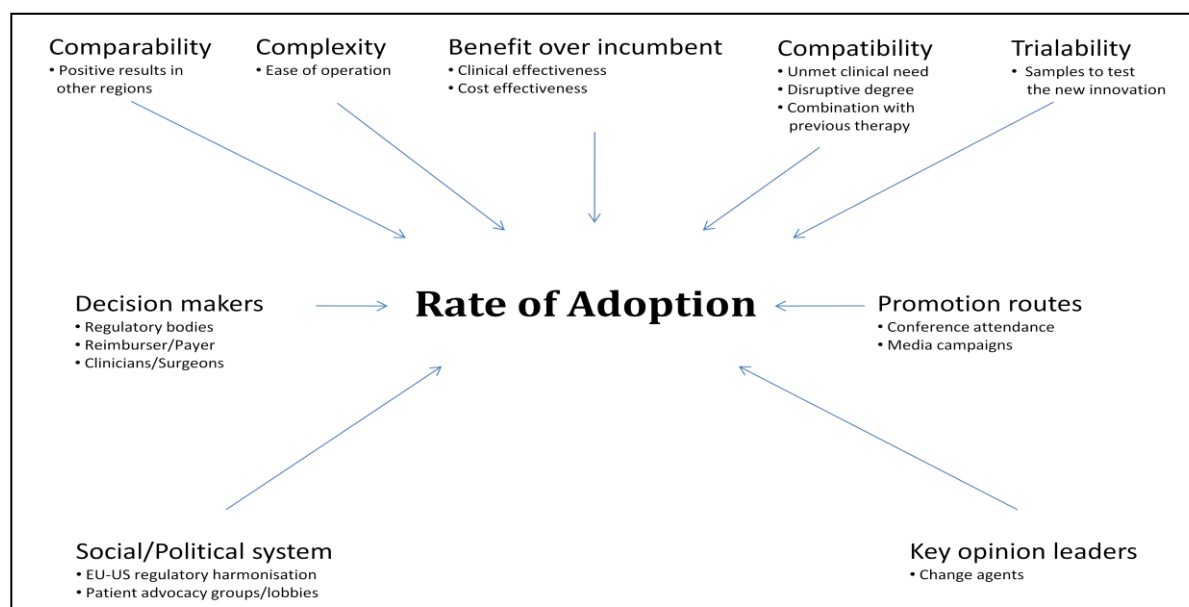 Comparability
• Positive results in
other regions
Complexity
• Ease of operation
Benefit over incumbent
• Clinical effectiveness
• Cost effectiveness
Compatibility
• Unmet clinical need
• Disruptive degree
• Combination with
previous therapy
Trialability
• Samples to test
the new innovation
Decision makers
• Regulatory bodies
• Reimburser/Payer
• Clinicians/Surgeons
Rate of Adoption
Promotion routes
• Conference attendance
• Media campaigns
Social/Political system
• EU-US regulatory harmonisation
• Patient advocacy groups/lobbies
Key opinion leaders
• Change agents